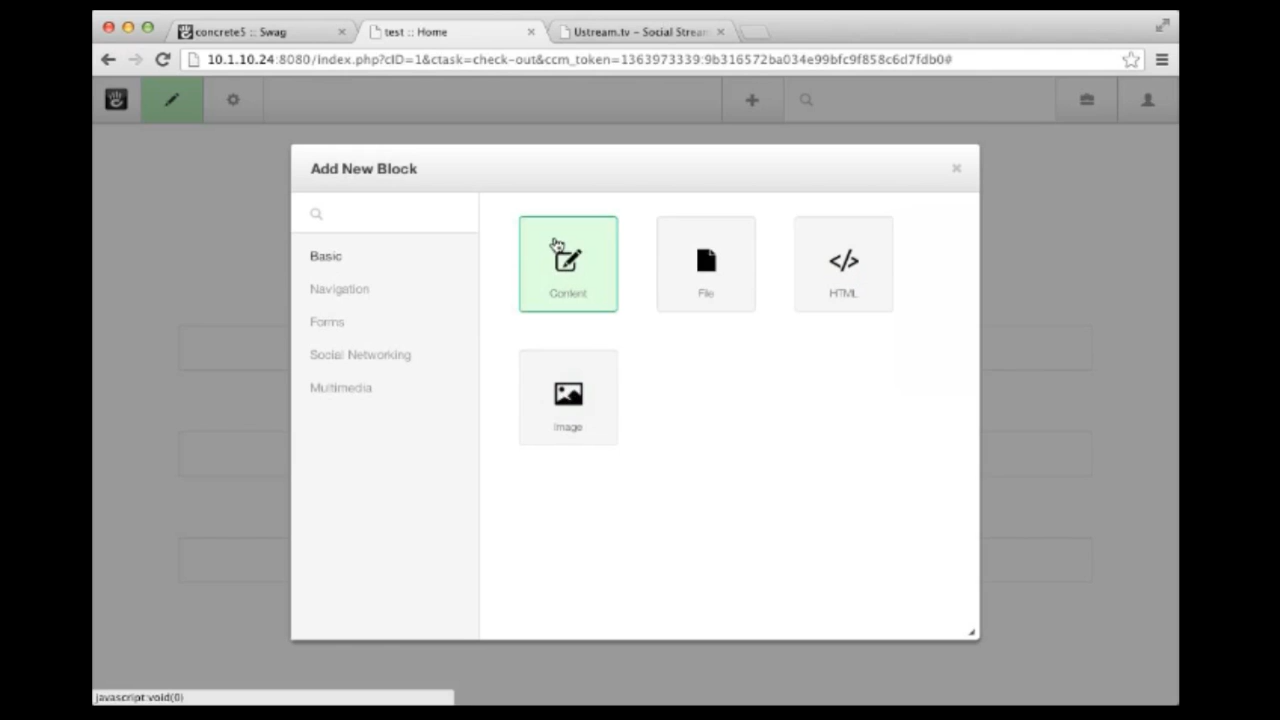 concrete5 :: Swag
test :: Home
Ustream.tv – Social Stream
10.1.10.24:8080/index.php?cID=1&ctask=check-out&ccm_token=1363973339:9b316572ba034e99bfc9f858c6d7fdb0#
Add New Block
Basic
Navigation
Forms
Social Networking
Multimedia
Content
File
HTML
Image
javascript:void(0)